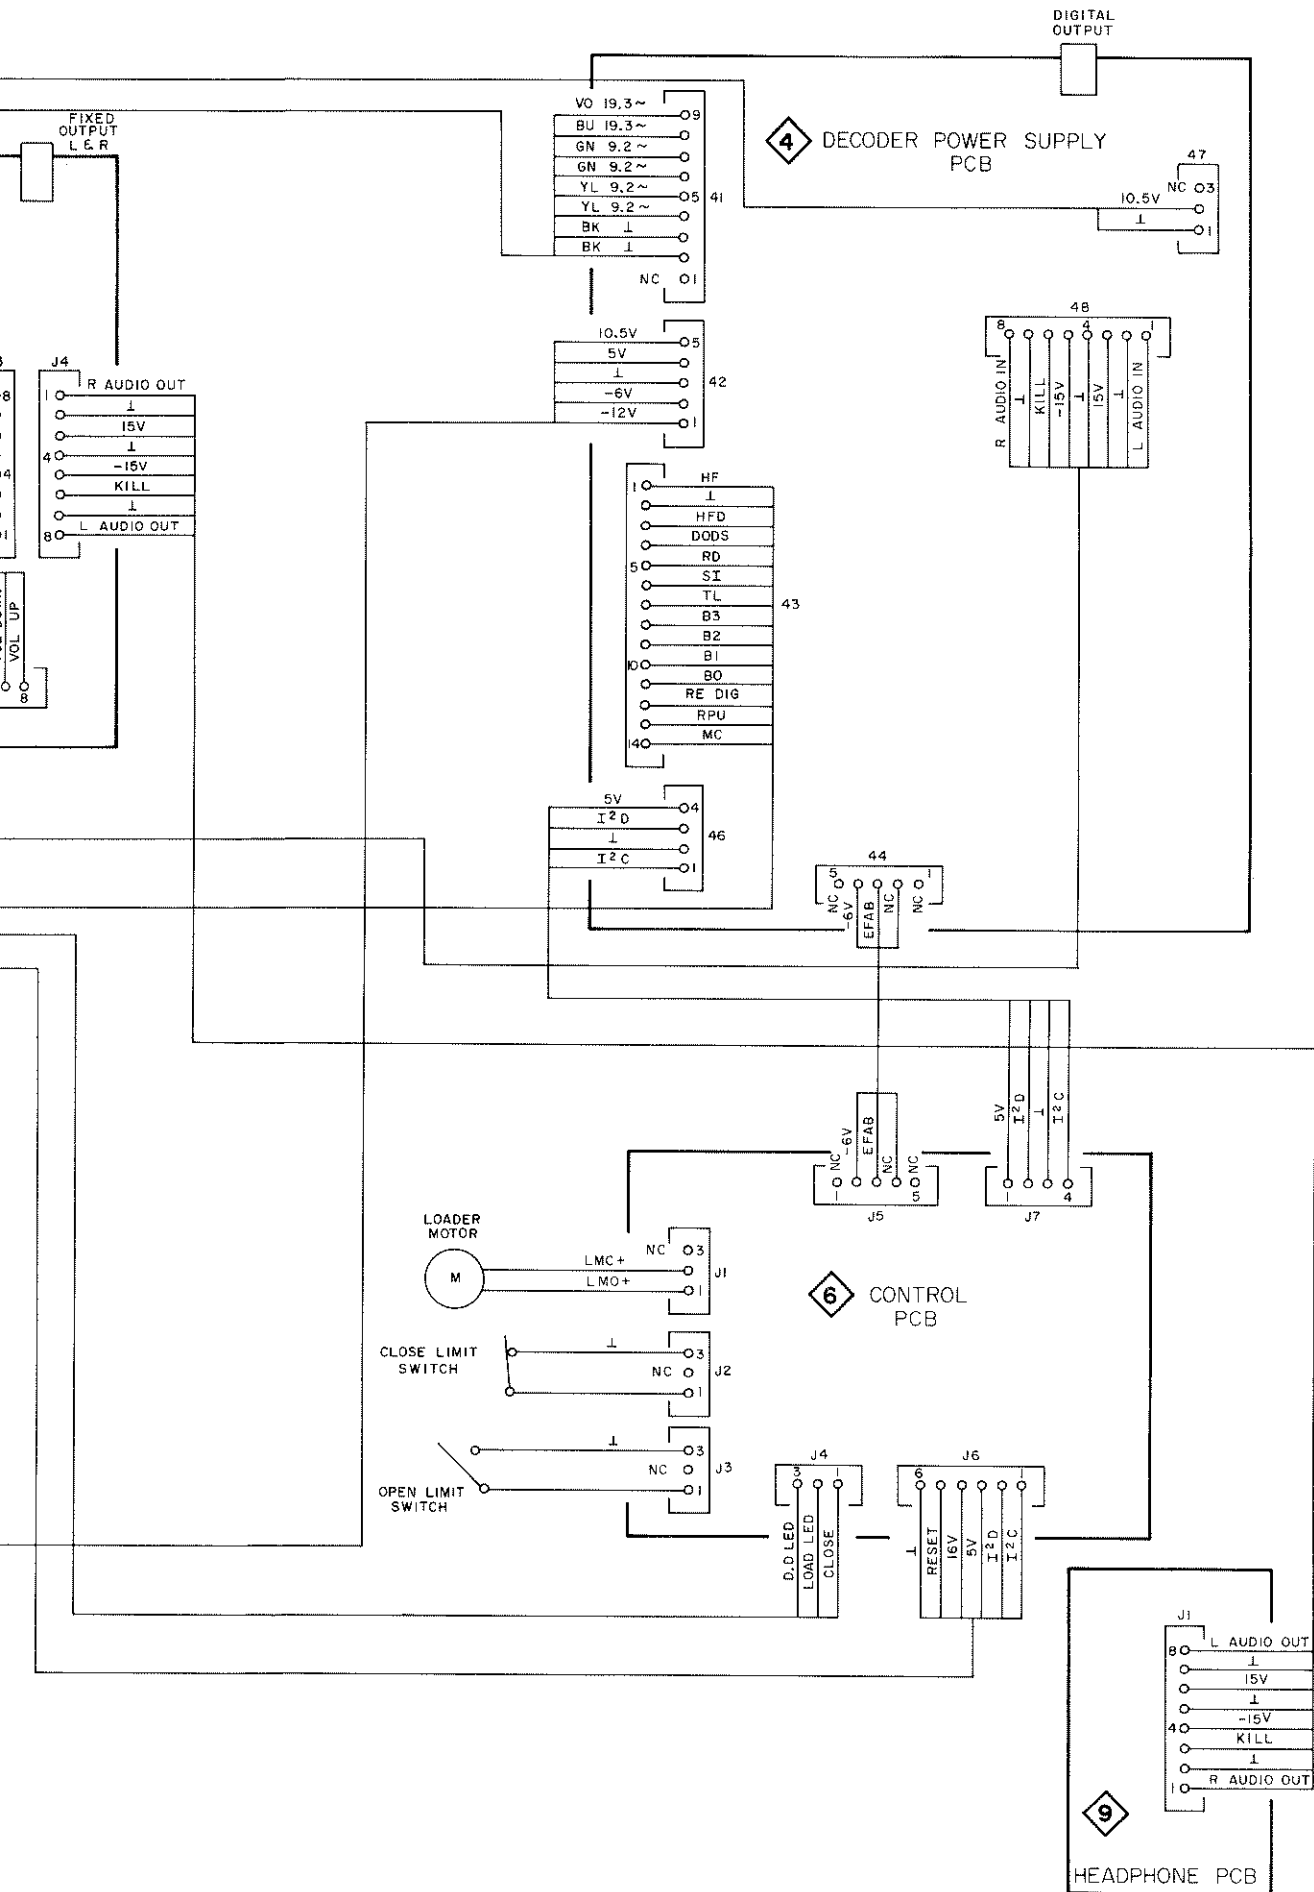 DIGITAL
OUTPUT
FIXED
OUTPUT
L & R
VO 19.3~
BU 19.3~
GN 9.2~
GN 9.2~
YL 9.2~
YL 9.2~
BK ⊥
BK ⊥
NC
9
5
1
41
4
DECODER POWER SUPPLY
PCB
47
NC 3
10.5V
⊥
1
10.5V
5V
⊥
-6V
-12V
5
1
42
48
8
4
1
R AUDIO IN
⊥
KILL
-15V
⊥
15V
⊥
L AUDIO IN
8
4
1
J4
R AUDIO OUT
⊥
15V
⊥
-15V
KILL
⊥
L AUDIO OUT
1
4
8
VOL UP
8
HF
⊥
HFD
DODS
RD
SI
TL
B3
B2
B1
B0
RE DIG
RPU
MC
1
5
10
14
43
5V
I²D
⊥
I²C
4
1
46
44
5
1
NC
-6V
EFAB
NC
NC
5V
I²D
⊥
I²C
1
4
J7
NC
-6V
EFAB
NC
NC
1
5
J5
LOADER
MOTOR
M
LMC+
LMO+
NC
3
1
J1
6
CONTROL
PCB
CLOSE LIMIT
SWITCH
⊥
NC
3
1
J2
OPEN LIMIT
SWITCH
⊥
NC
3
1
J3
J4
3
1
D.D LED
LOAD LED
CLOSE
J6
6
1
⊥
RESET
16V
5V
I²D
I²C
J1
L AUDIO OUT
⊥
15V
⊥
-15V
KILL
⊥
R AUDIO OUT
8
4
1
9
HEADPHONE PCB